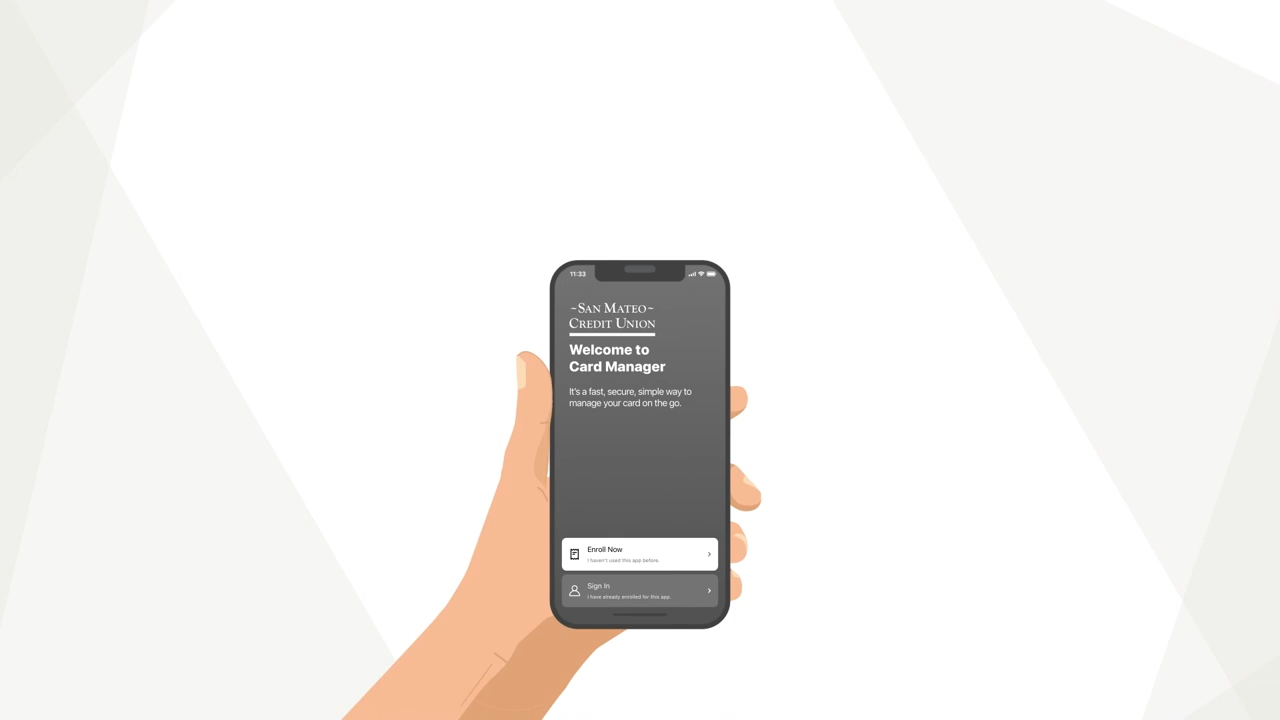 11:33
~SAN MATEO~
CREDIT UNION
Welcome to
Card Manager
It's a fast, secure, simple way to
manage your card on the go.
Enroll Now
I haven't used this app before.
Sign In
I have already enrolled for this app.